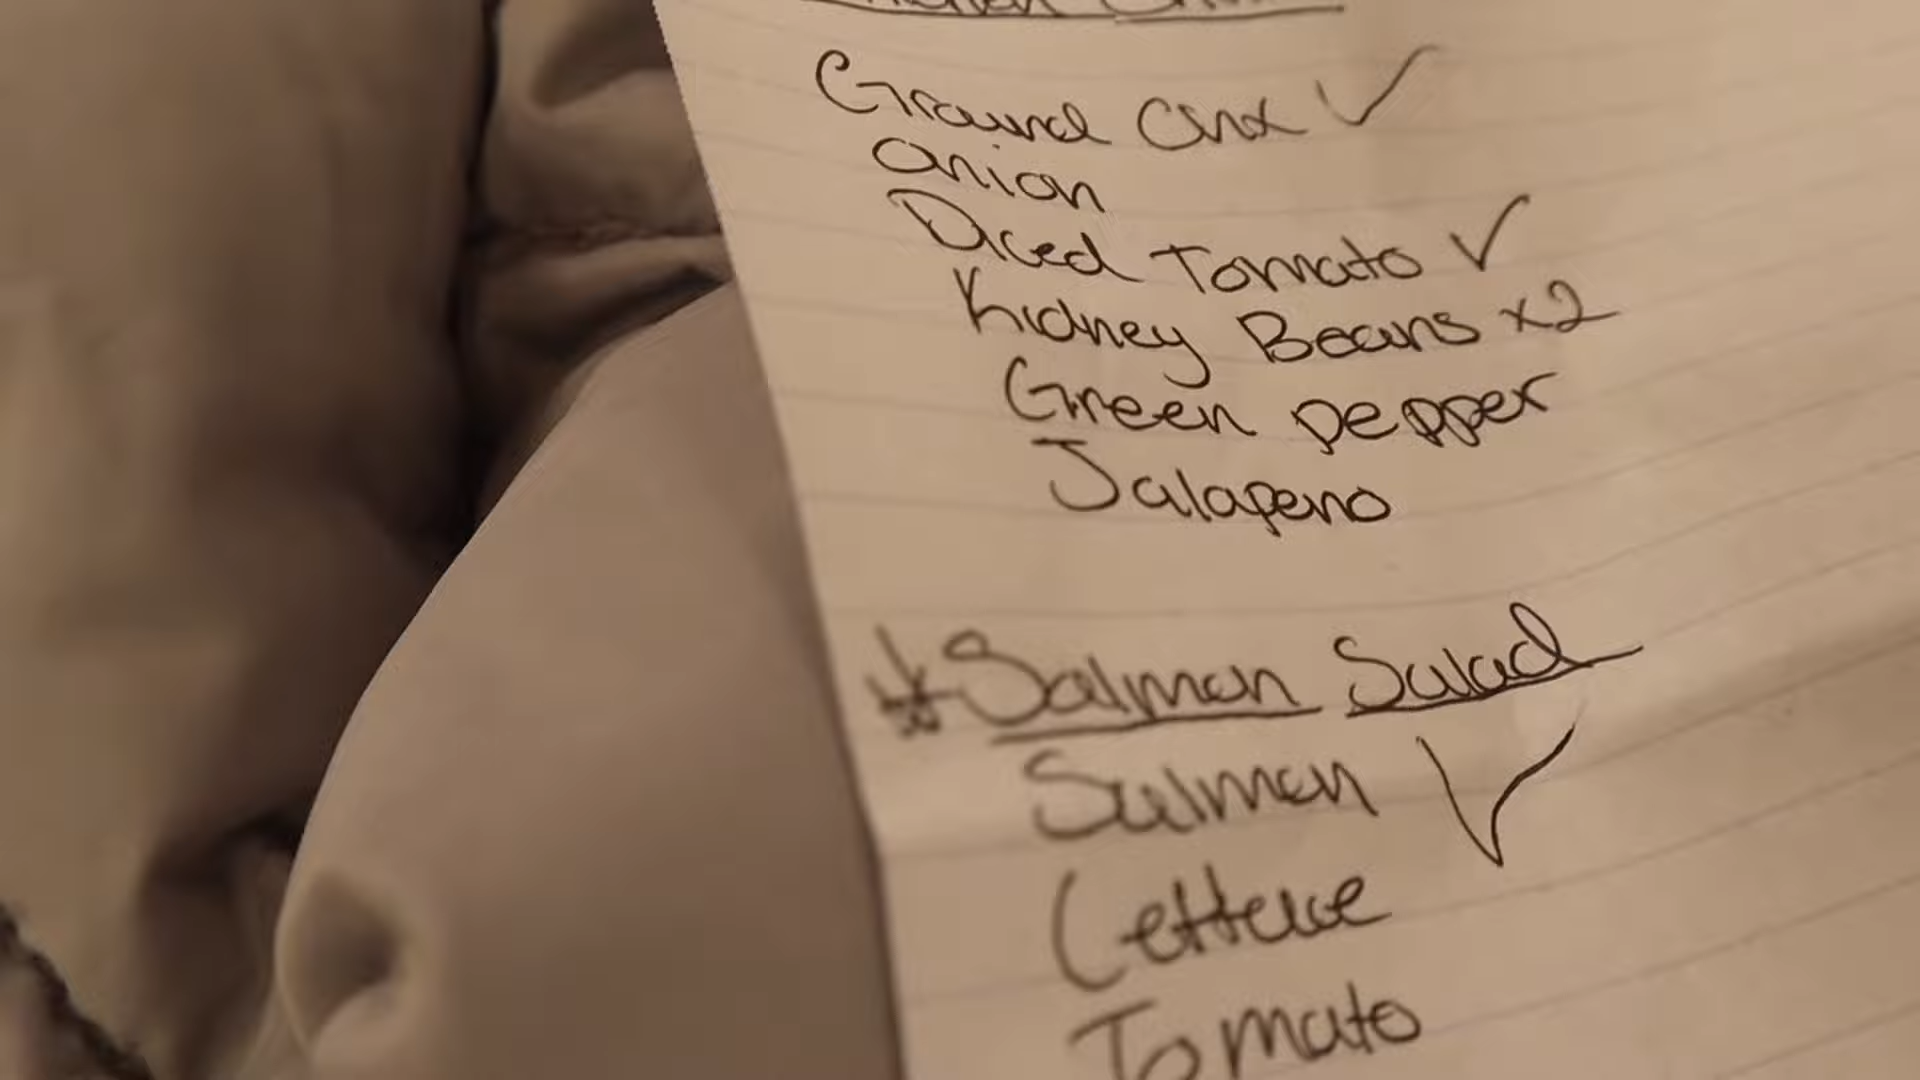 Ground Chx ✓
Onion
Diced Tomato ✓
Kidney Beans x2
Green pepper
Jalapeno
* Salmon Salad
Salmon ✓
Lettuce
Tomato